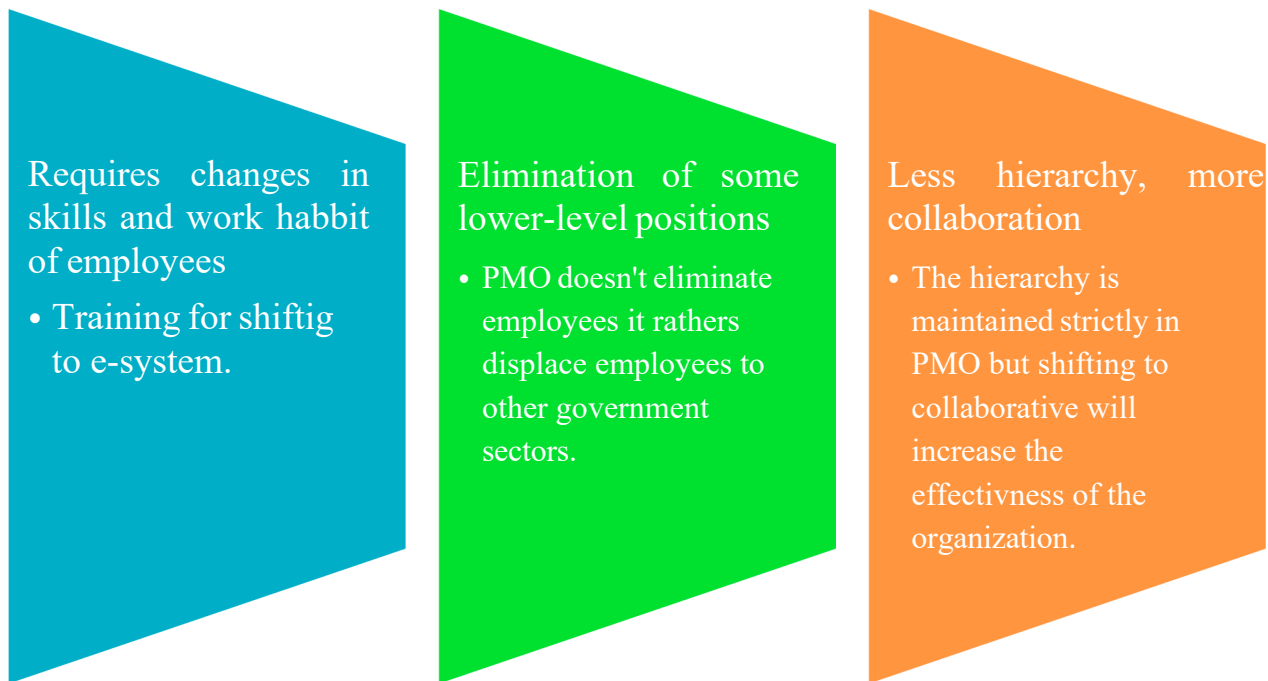 Requires changes in
skills and work habbit
of employees
• Training for shiftig
to e-system.
Elimination of some
lower-level positions
• PMO doesn't eliminate
employees it rathers
displace employees to
other government
sectors.
Less hierarchy, more
collaboration
• The hierarchy is
maintained strictly in
PMO but shifting to
collaborative will
increase the
effectivness of the
organization.